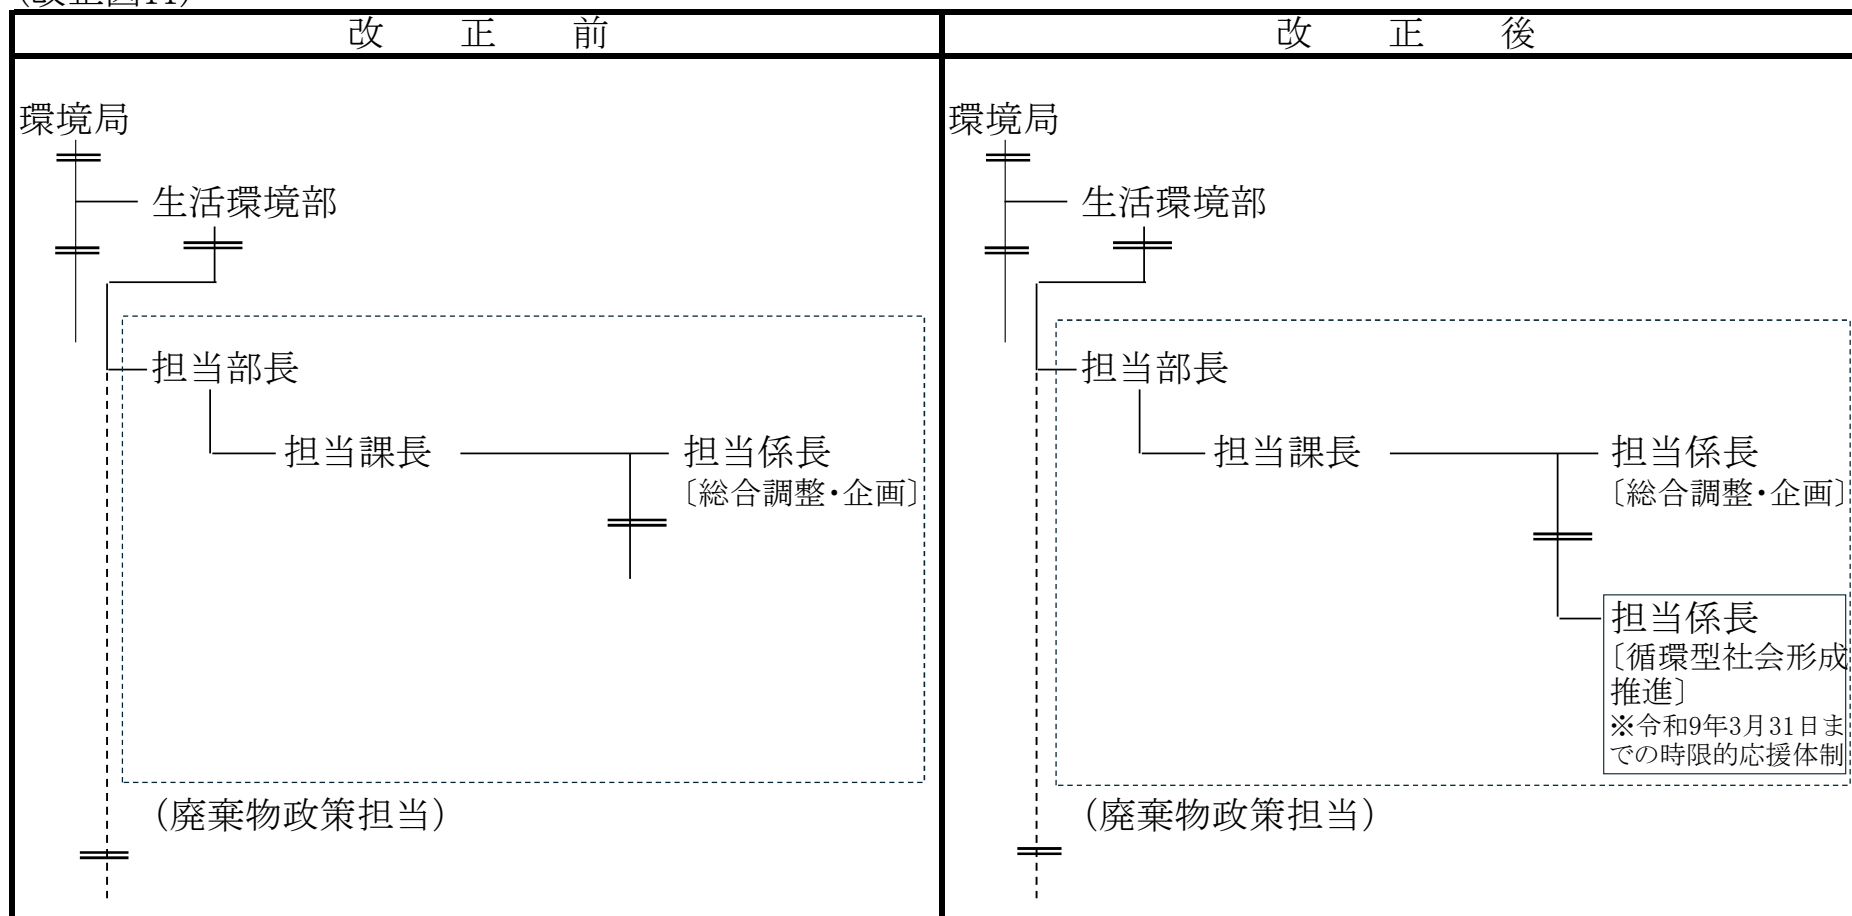 改正前
環境局
生活環境部
担当部長
担当課長
担当係長
〔総合調整・企画〕
(廃棄物政策担当)
改正後
環境局
生活環境部
担当部長
担当課長
担当係長
〔総合調整・企画〕
担当係長
〔循環型社会形成
推進〕
※令和9年3月31日ま
での時限的応援体制
(廃棄物政策担当)